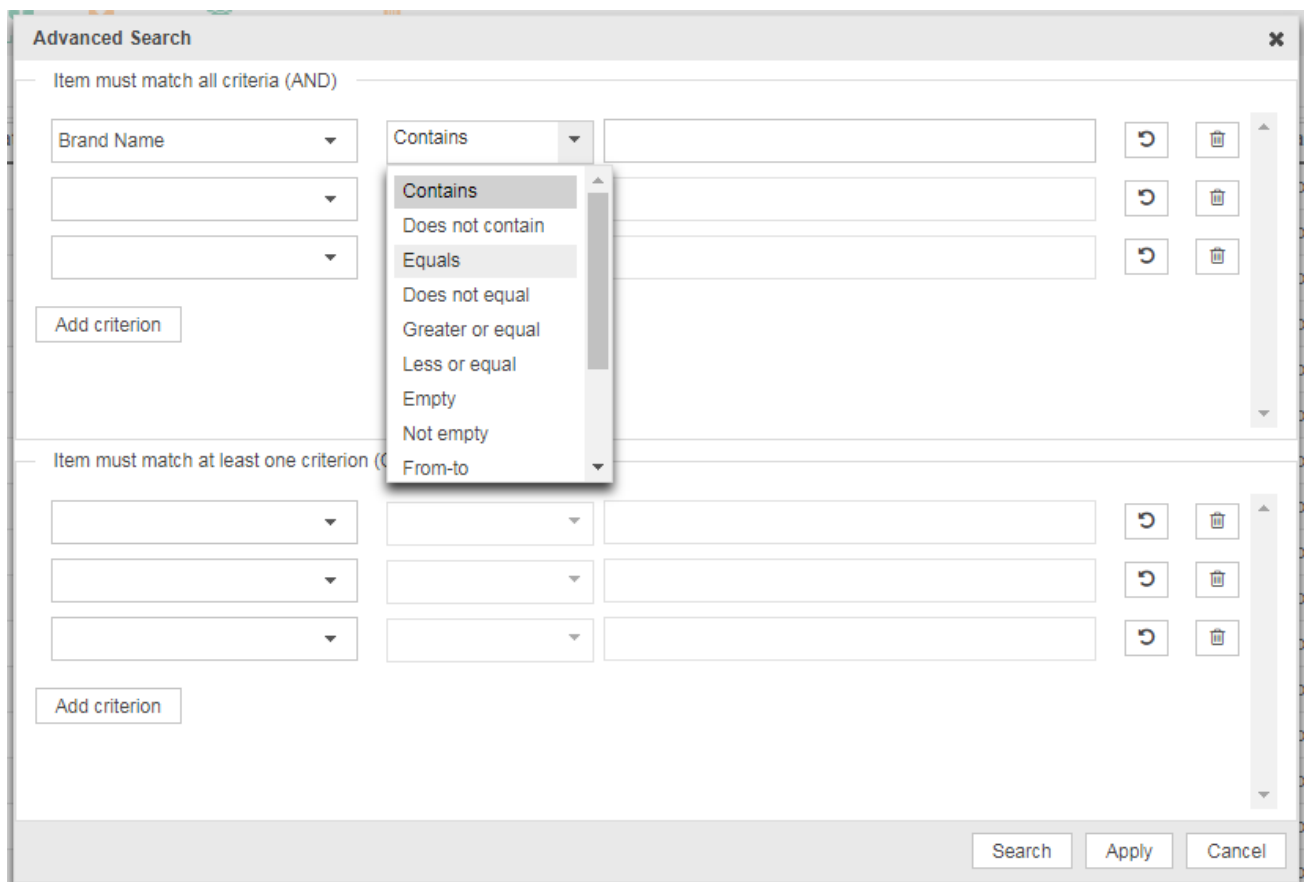 Advanced Search
Item must match all criteria (AND)
Brand Name
Contains
Contains
Does not contain
Equals
Does not equal
Greater or equal
Less or equal
Empty
Not empty
From-to
Add criterion
Item must match at least one criterion (
Add criterion
Search Apply Cancel